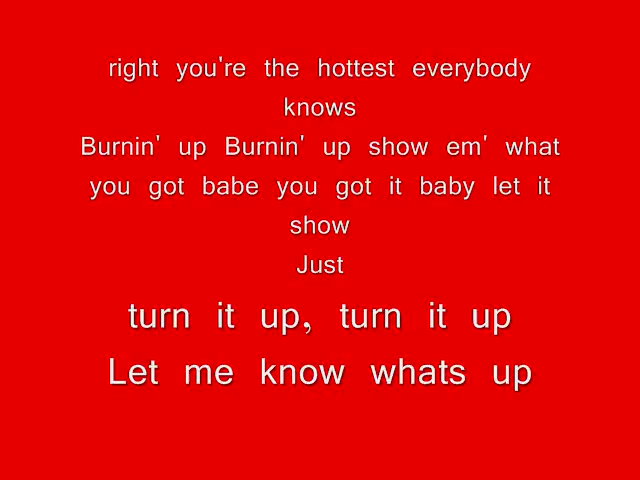 right you're the hottest everybody
knows
Burnin' up Burnin' up show em' what
you got babe you got it baby let it
show
Just
turn it up, turn it up
Let me know whats up